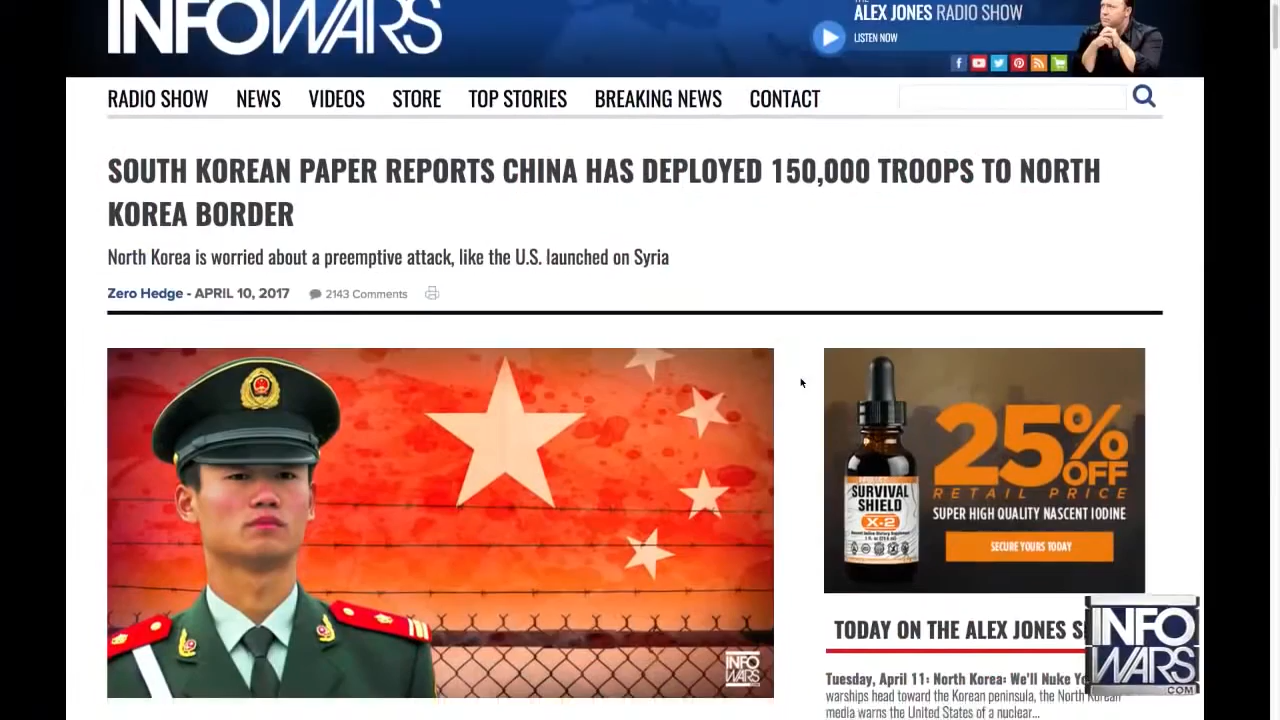 INFOWARS
THE
ALEX JONES RADIO SHOW
LISTEN NOW
RADIO SHOW NEWS VIDEOS STORE TOP STORIES BREAKING NEWS CONTACT
SOUTH KOREAN PAPER REPORTS CHINA HAS DEPLOYED 150,000 TROOPS TO NORTH
KOREA BORDER
North Korea is worried about a preemptive attack, like the U.S. launched on Syria
Zero Hedge - APRIL 10, 2017 2143 Comments
25%
OFF
RETAIL PRICE
SUPER HIGH QUALITY NASCENT IODINE
SECURE YOURS TODAY
SURVIVAL
SHIELD
X-2
INFO
WARS
TODAY ON THE ALEX JONES S
Tuesday, April 11: North Korea: We'll Nuke Yo
warships head toward the Korean peninsula, the North Korean
media warns the United States of a nuclear...
INFO
WARS
.COM